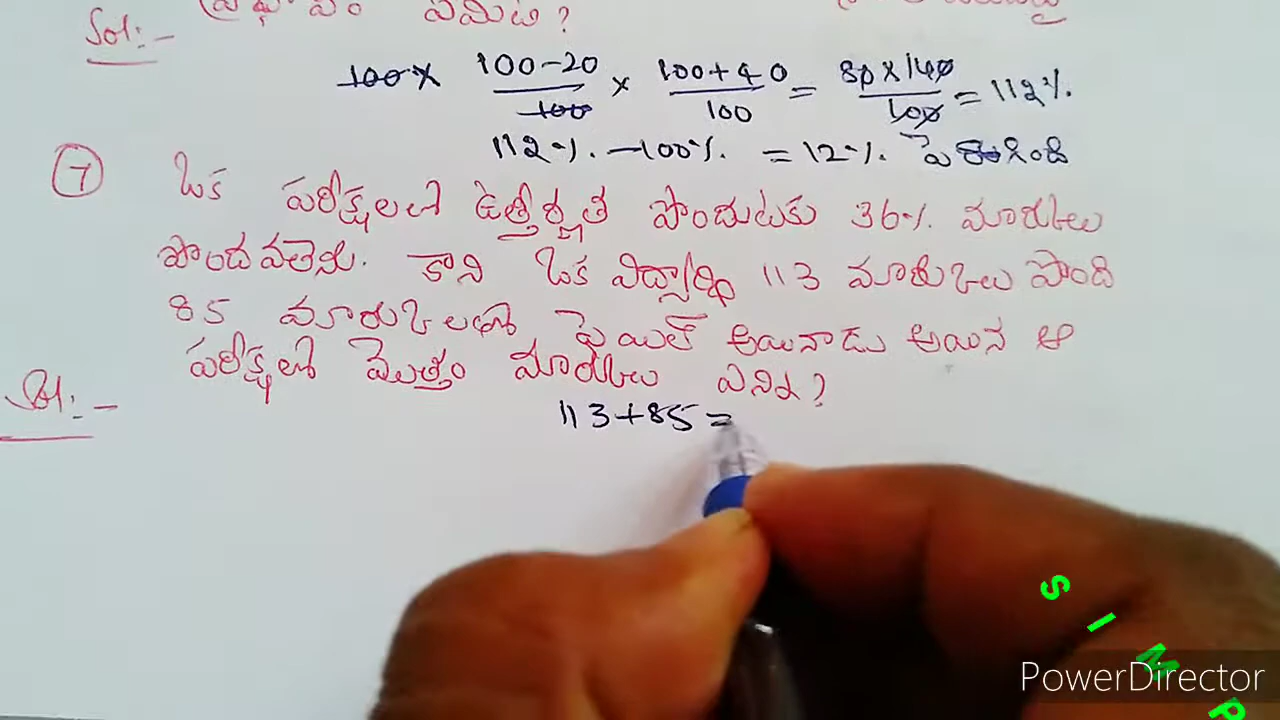 Sol:-
ఏమిటి?
100 × 100-20/100 × 100+40/100 = 80×140/100 = 112%
112% -100% = 12% పెరిగింది
7 ఒక పరీక్షలలో ఉత్తీర్ణత పొందుటకు 36% మార్కులు
పొందవలెను. కాని ఒక విద్యార్థి 113 మార్కులు పొంది
85 మార్కులతో ఫెయిల్ అయినాడు అయిన ఆ
పరీక్షలో మొత్తం మార్కులు ఎన్ని?
Sol:-
113+85=
S I M P
PowerDirector